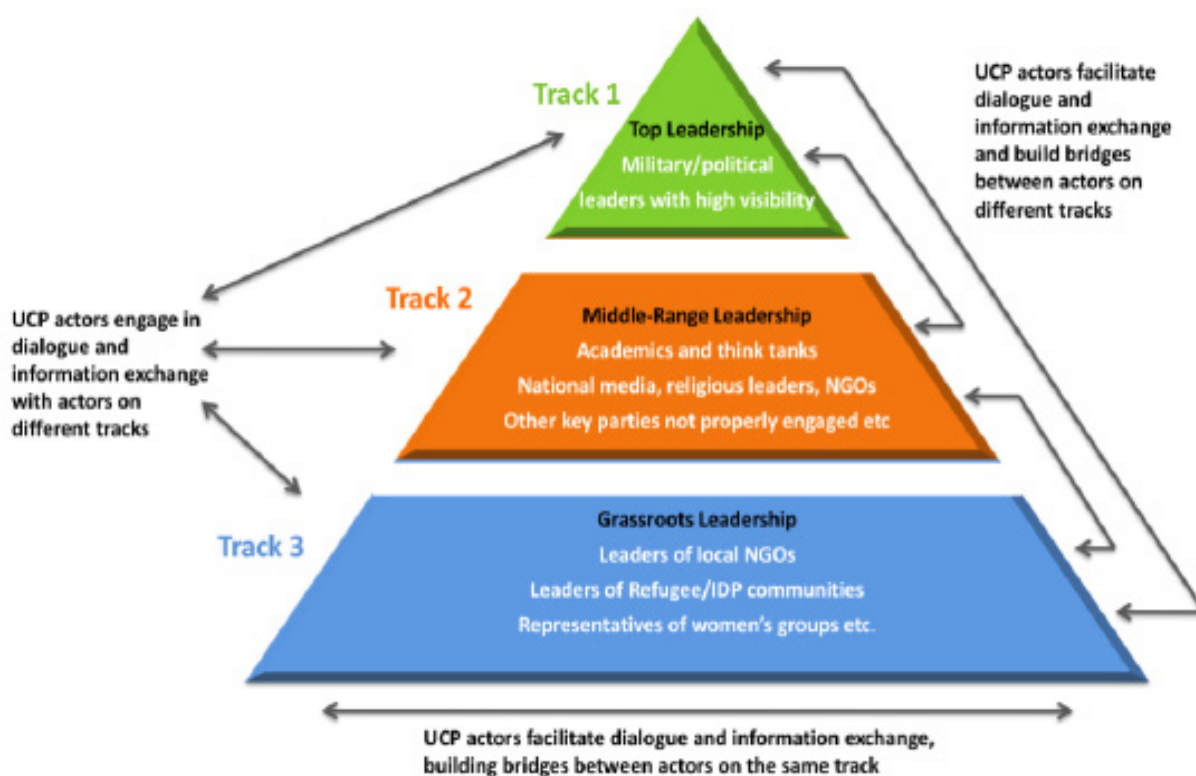 Track 1
Top Leadership
Military/political
leaders with high visibility
UCP actors facilitate
dialogue and
information exchange
and build bridges
between actors on
different tracks
UCP actors engage in
dialogue and
information exchange
with actors on
different tracks
Track 2
Middle-Range Leadership
Academics and think tanks
National media, religious leaders, NGOs
Other key parties not properly engaged etc
Track 3
Grassroots Leadership
Leaders of local NGOs
Leaders of Refugee/IDP communities
Representatives of women's groups etc.
UCP actors facilitate dialogue and information exchange,
building bridges between actors on the same track